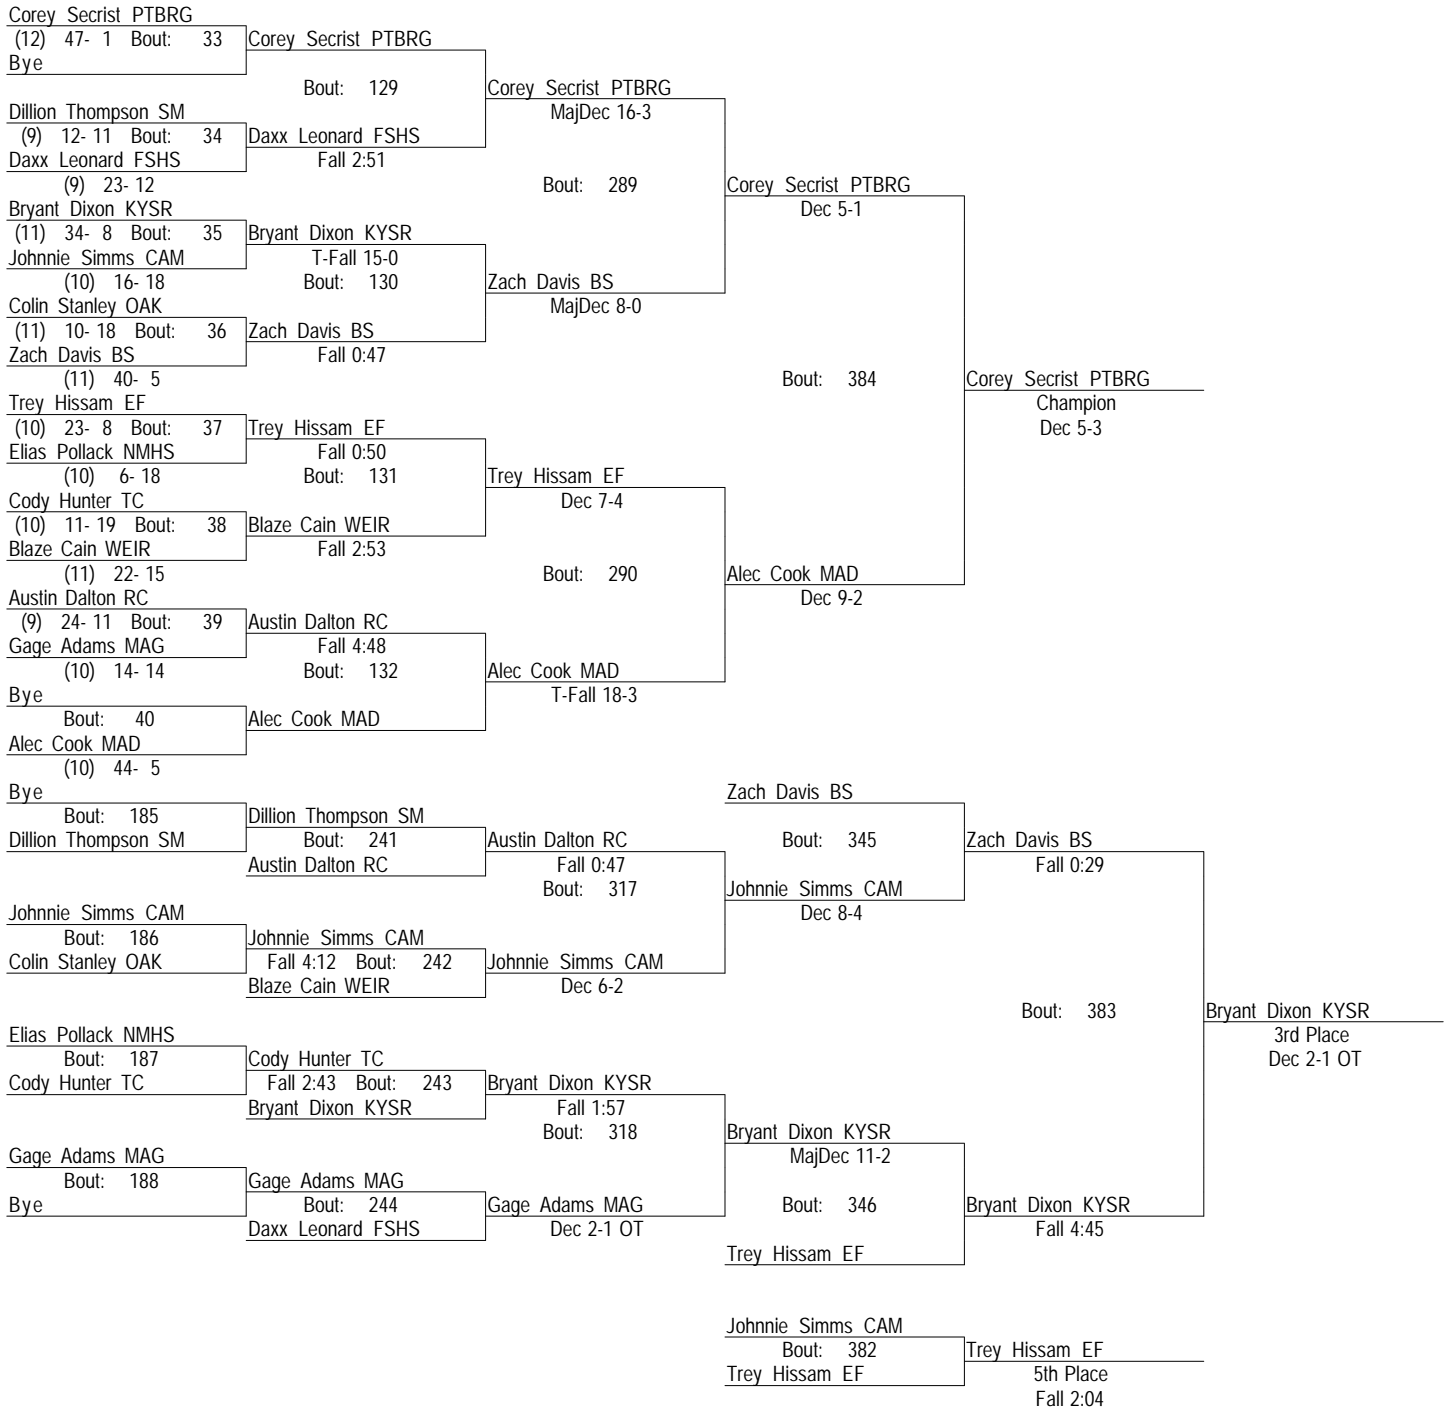 Corey Secrist PTBRG
(12) 47- 1 Bout: 33 Corey Secrist PTBRG
Bye
Bout: 129 Corey Secrist PTBRG
Dillion Thompson SM MajDec 16-3
(9) 12- 11 Bout: 34 Daxx Leonard FSHS
Daxx Leonard FSHS Fall 2:51
(9) 23- 12 Bout: 289 Corey Secrist PTBRG
Bryant Dixon KYSR Dec 5-1
(11) 34- 8 Bout: 35 Bryant Dixon KYSR
Johnnie Simms CAM T-Fall 15-0
(10) 16- 18 Bout: 130 Zach Davis BS
Colin Stanley OAK MajDec 8-0
(11) 10- 18 Bout: 36 Zach Davis BS
Zach Davis BS Fall 0:47
(11) 40- 5 Bout: 384 Corey Secrist PTBRG
Trey Hissam EF Champion
(10) 23- 8 Bout: 37 Trey Hissam EF Dec 5-3
Elias Pollack NMHS Fall 0:50
(10) 6- 18 Bout: 131 Trey Hissam EF
Cody Hunter TC Dec 7-4
(10) 11- 19 Bout: 38 Blaze Cain WEIR
Blaze Cain WEIR Fall 2:53
(11) 22- 15 Bout: 290 Alec Cook MAD
Austin Dalton RC Dec 9-2
(9) 24- 11 Bout: 39 Austin Dalton RC
Gage Adams MAG Fall 4:48
(10) 14- 14 Bout: 132 Alec Cook MAD
Bye T-Fall 18-3
Bout: 40 Alec Cook MAD
Alec Cook MAD
(10) 44- 5
Bye Zach Davis BS
Bout: 185 Dillion Thompson SM
Dillion Thompson SM Bout: 241 Austin Dalton RC Bout: 345 Zach Davis BS
Austin Dalton RC Fall 0:47 Fall 0:29
Bout: 317 Johnnie Simms CAM
Johnnie Simms CAM Dec 8-4
Bout: 186 Johnnie Simms CAM
Colin Stanley OAK Fall 4:12 Bout: 242 Johnnie Simms CAM
Blaze Cain WEIR Dec 6-2
Bout: 383 Bryant Dixon KYSR
Elias Pollack NMHS 3rd Place
Bout: 187 Cody Hunter TC Dec 2-1 OT
Cody Hunter TC Fall 2:43 Bout: 243 Bryant Dixon KYSR
Bryant Dixon KYSR Fall 1:57
Bout: 318 Bryant Dixon KYSR
Gage Adams MAG MajDec 11-2
Bout: 188 Gage Adams MAG
Bye Bout: 244 Gage Adams MAG Bout: 346 Bryant Dixon KYSR
Daxx Leonard FSHS Dec 2-1 OT Fall 4:45
Trey Hissam EF
Johnnie Simms CAM
Bout: 382 Trey Hissam EF
Trey Hissam EF 5th Place
Fall 2:04